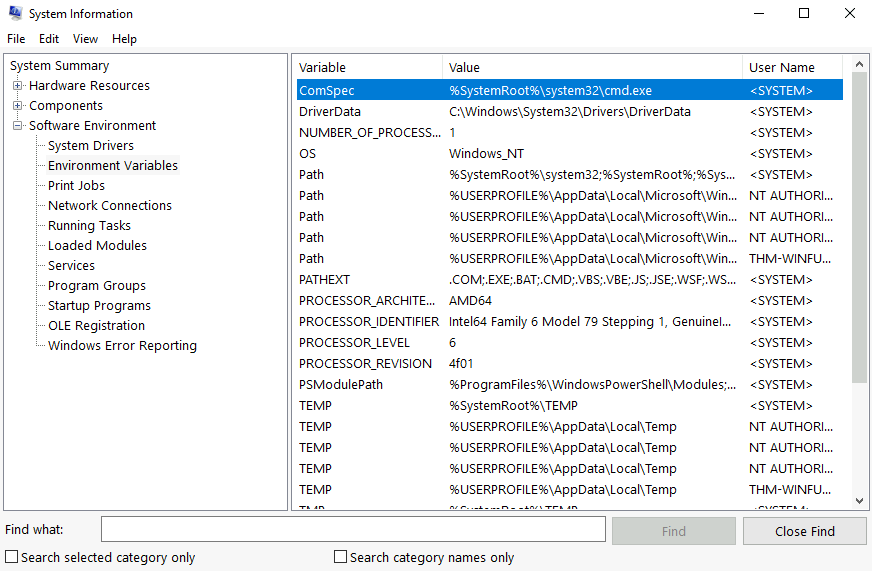 System Information
File Edit View Help
System Summary
Hardware Resources
Components
Software Environment
System Drivers
Environment Variables
Print Jobs
Network Connections
Running Tasks
Loaded Modules
Services
Program Groups
Startup Programs
OLE Registration
Windows Error Reporting
Variable Value User Name
ComSpec %SystemRoot%\system32\cmd.exe <SYSTEM>
DriverData C:\Windows\System32\Drivers\DriverData <SYSTEM>
NUMBER_OF_PROCESS... 1 <SYSTEM>
OS Windows_NT <SYSTEM>
Path %SystemRoot%\system32;%SystemRoot%;%Sys... <SYSTEM>
Path %USERPROFILE%\AppData\Local\Microsoft\Win... NT AUTHORI...
Path %USERPROFILE%\AppData\Local\Microsoft\Win... NT AUTHORI...
Path %USERPROFILE%\AppData\Local\Microsoft\Win... NT AUTHORI...
Path %USERPROFILE%\AppData\Local\Microsoft\Win... THM-WINFU...
PATHEXT .COM;.EXE;.BAT;.CMD;.VBS;.VBE;.JS;.JSE;.WSF;.WS... <SYSTEM>
PROCESSOR_ARCHITE... AMD64 <SYSTEM>
PROCESSOR_IDENTIFIER Intel64 Family 6 Model 79 Stepping 1, GenuineI... <SYSTEM>
PROCESSOR_LEVEL 6 <SYSTEM>
PROCESSOR_REVISION 4f01 <SYSTEM>
PSModulePath %ProgramFiles%\WindowsPowerShell\Modules;... <SYSTEM>
TEMP %SystemRoot%\TEMP <SYSTEM>
TEMP %USERPROFILE%\AppData\Local\Temp NT AUTHORI...
TEMP %USERPROFILE%\AppData\Local\Temp NT AUTHORI...
TEMP %USERPROFILE%\AppData\Local\Temp NT AUTHORI...
TEMP %USERPROFILE%\AppData\Local\Temp THM-WINFU...
TMP %SystemRoot%\TEMP <SYSTEM>
Find what: Find Close Find
Search selected category only Search category names only